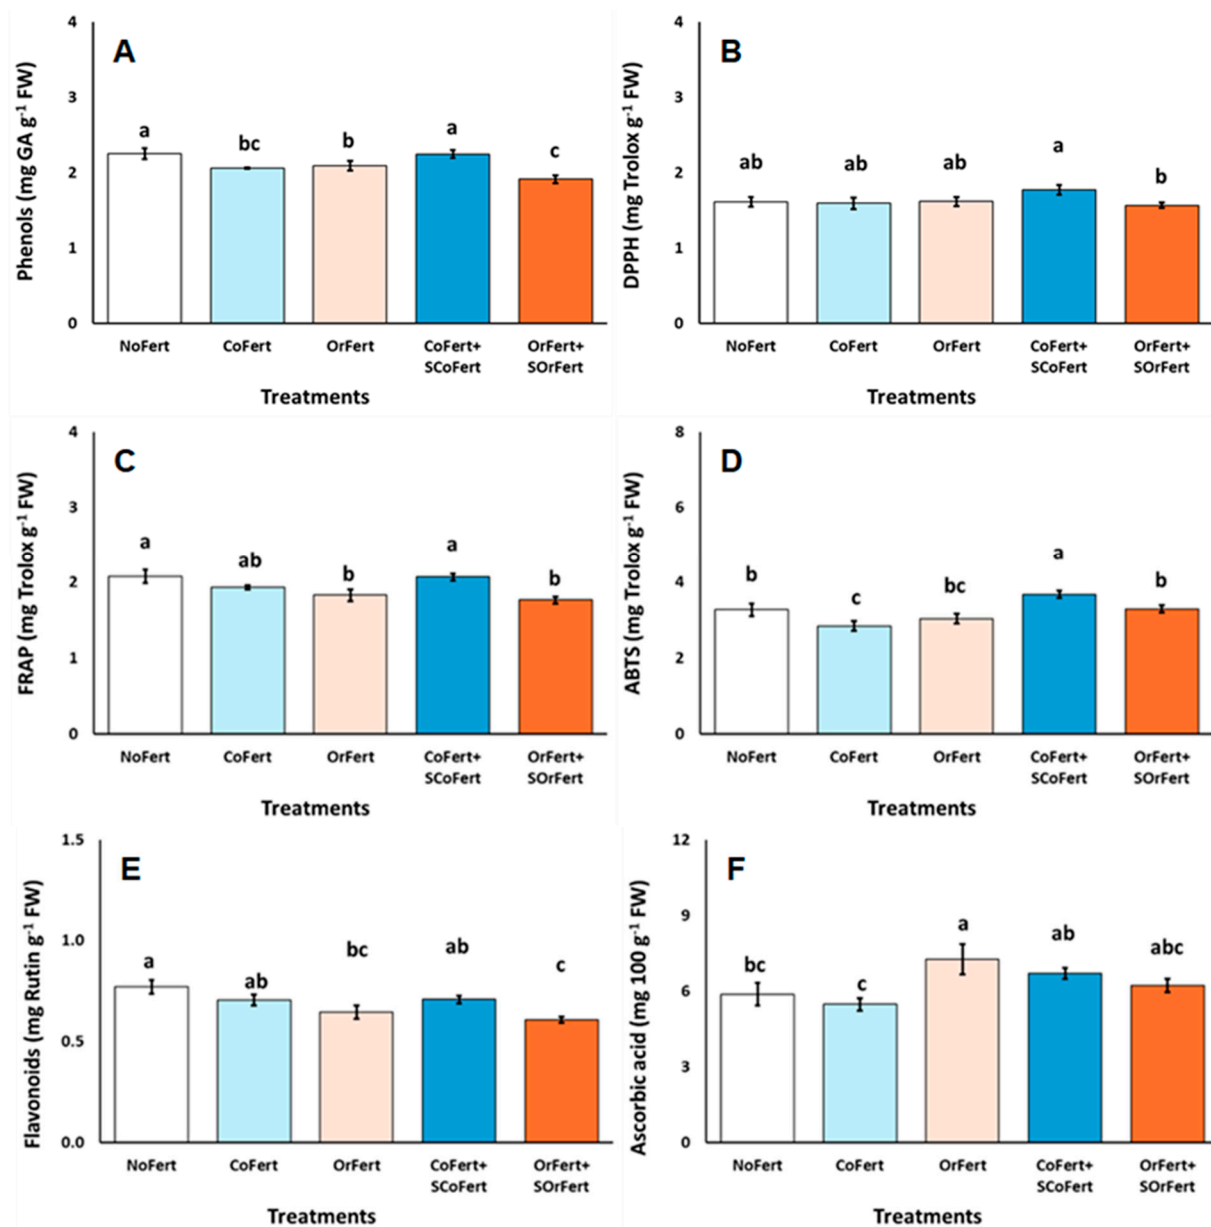 A
Phenols (mg GA g-1 FW)
4
3
2
1
0
a
bc
b
a
c
NoFert
CoFert
OrFert
CoFert+
SCoFert
OrFert+
SOrFert
Treatments
B
DPPH (mg Trolox g-1 FW)
4
3
2
1
0
ab
ab
ab
a
b
NoFert
CoFert
OrFert
CoFert+
SCoFert
OrFert+
SOrFert
Treatments
C
FRAP (mg Trolox g-1 FW)
4
3
2
1
0
a
ab
b
a
b
NoFert
CoFert
OrFert
CoFert+
SCoFert
OrFert+
SOrFert
Treatments
D
ABTS (mg Trolox g-1 FW)
8
6
4
2
0
b
c
bc
a
b
NoFert
CoFert
OrFert
CoFert+
SCoFert
OrFert+
SOrFert
Treatments
E
Flavonoids (mg Rutin g-1 FW)
1.5
1.0
0.5
0.0
a
ab
bc
ab
c
NoFert
CoFert
OrFert
CoFert+
SCoFert
OrFert+
SOrFert
Treatments
F
Ascorbic acid (mg 100 g-1 FW)
12
9
6
3
0
bc
c
a
ab
abc
NoFert
CoFert
OrFert
CoFert+
SCoFert
OrFert+
SOrFert
Treatments